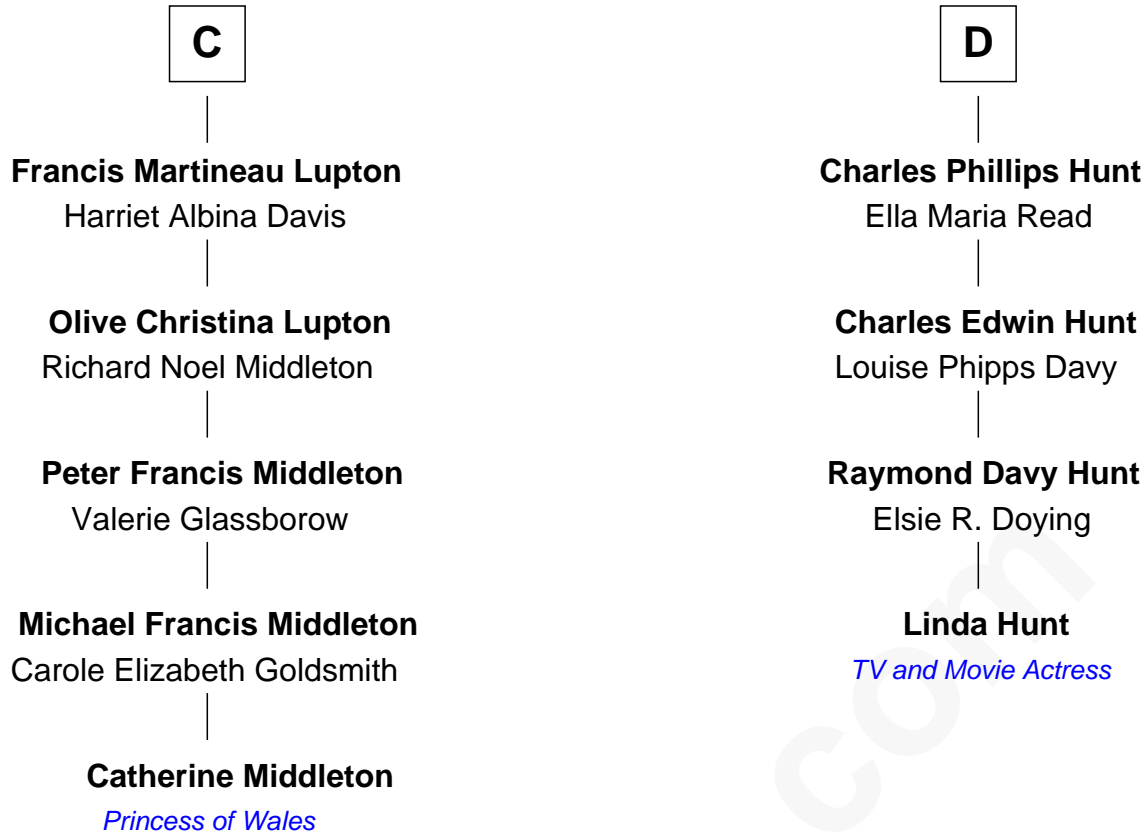 C
Francis Martineau Lupton
Harriet Albina Davis
Olive Christina Lupton
Richard Noel Middleton
Peter Francis Middleton
Valerie Glassborow
Michael Francis Middleton
Carole Elizabeth Goldsmith
Catherine Middleton
Princess of Wales
D
Charles Phillips Hunt
Ella Maria Read
Charles Edwin Hunt
Louise Phipps Davy
Raymond Davy Hunt
Elsie R. Doying
Linda Hunt
TV and Movie Actress
com